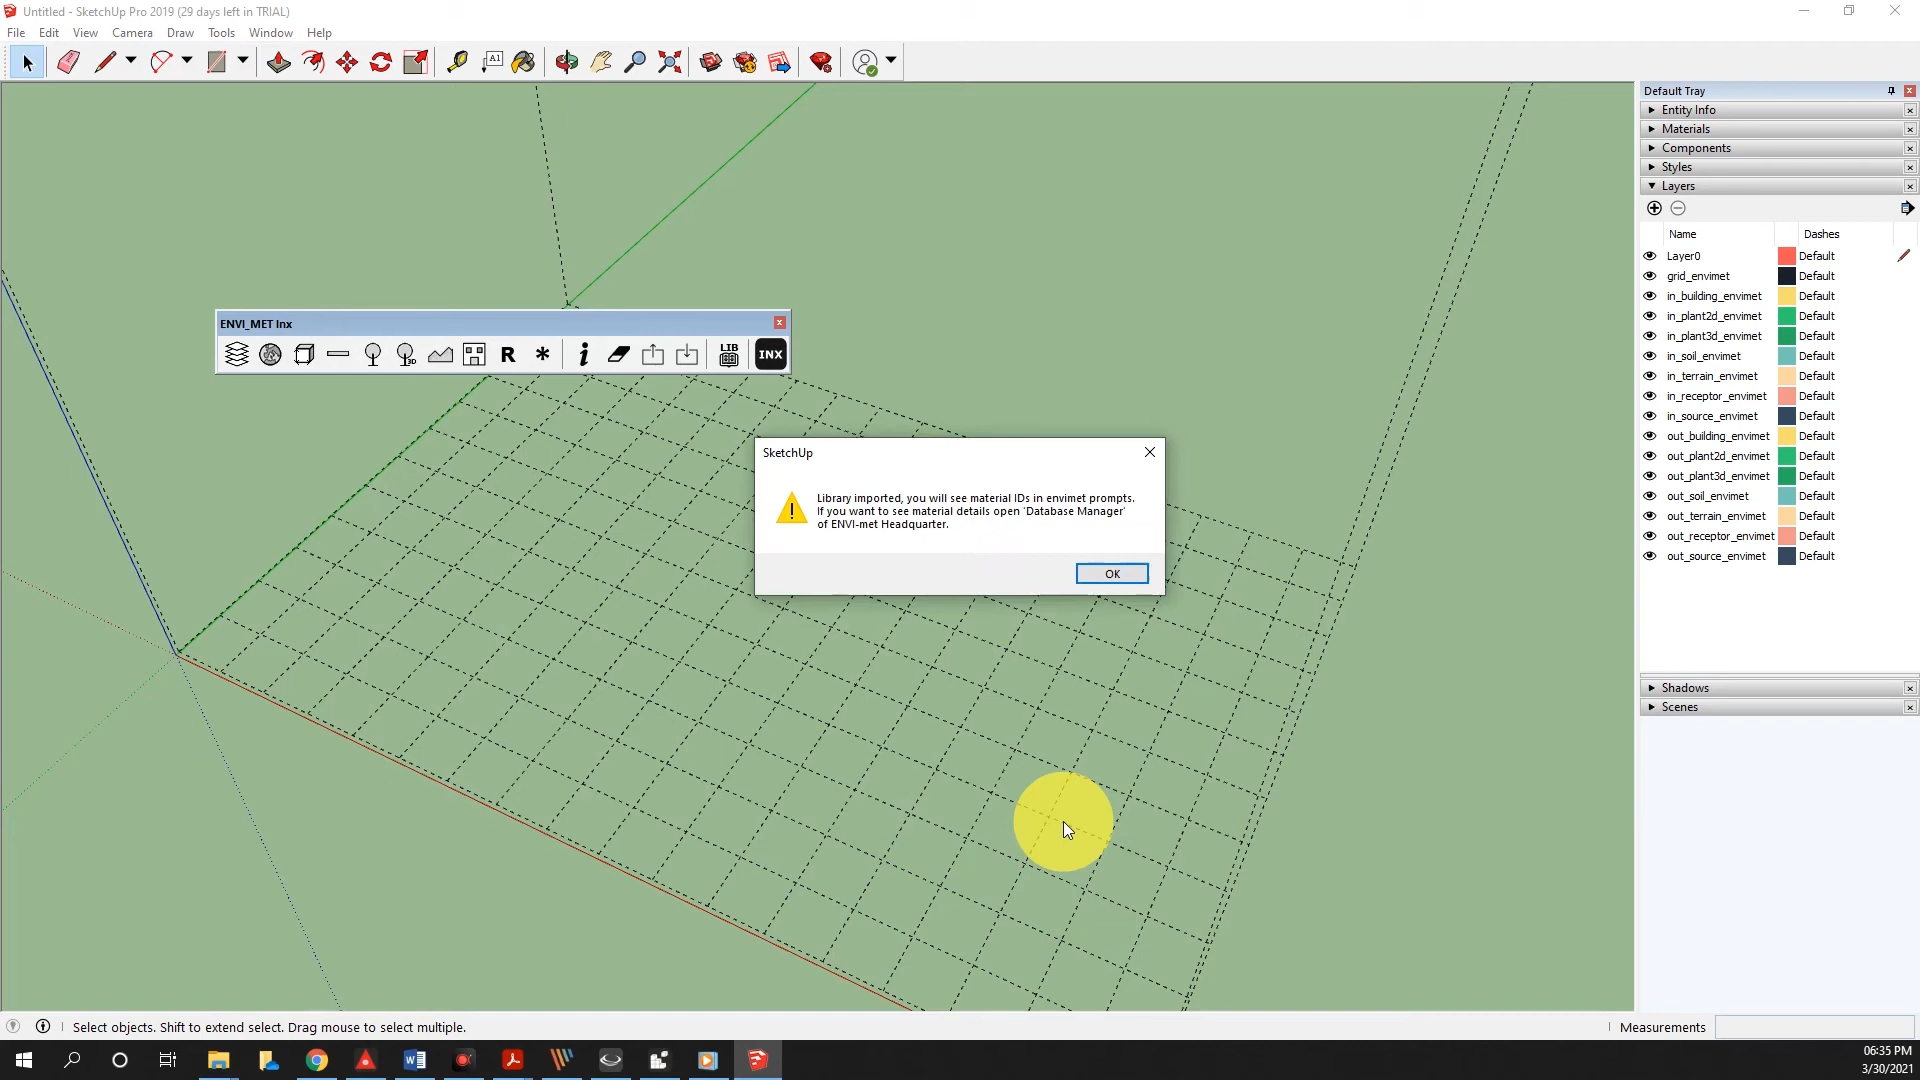 Untitled - SketchUp Pro 2019 (29 days left in TRIAL)
File Edit View Camera Draw Tools Window Help
A1
Default Tray
Entity Info
Materials
Components
Styles
Layers
Name Dashes
Layer0 Default
grid_envimet Default
in_building_envimet Default
in_plant2d_envimet Default
in_plant3d_envimet Default
in_soil_envimet Default
in_terrain_envimet Default
in_receptor_envimet Default
in_source_envimet Default
out_building_envimet Default
out_plant2d_envimet Default
out_plant3d_envimet Default
out_soil_envimet Default
out_terrain_envimet Default
out_receptor_envimet Default
out_source_envimet Default
Shadows
Scenes
ENVI_MET Inx
3D R * i LIB INX
SketchUp
Library imported, you will see material IDs in envimet prompts.
If you want to see material details open 'Database Manager'
of ENVI-met Headquarter.
OK
Select objects. Shift to extend select. Drag mouse to select multiple.
Measurements
06:35 PM
3/30/2021